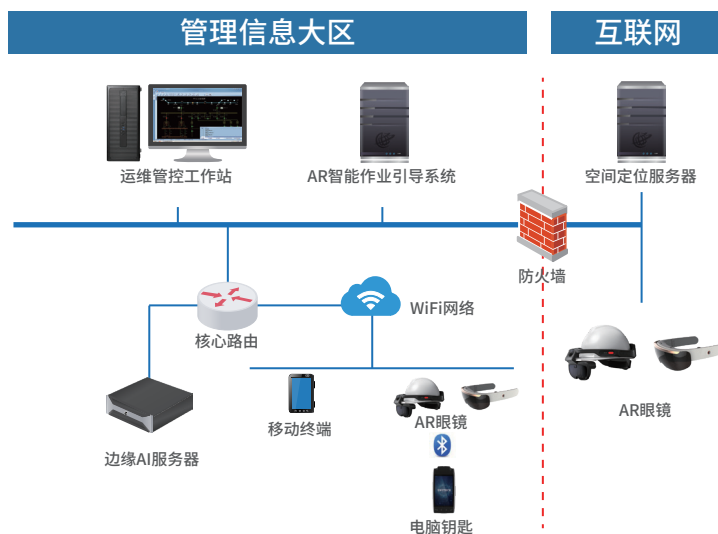 管理信息大区
互联网
运维管控工作站
AR智能作业引导系统
空间定位服务器
防火墙
WiFi网络
核心路由
移动终端
AR眼镜
AR眼镜
边缘AI服务器
电脑钥匙